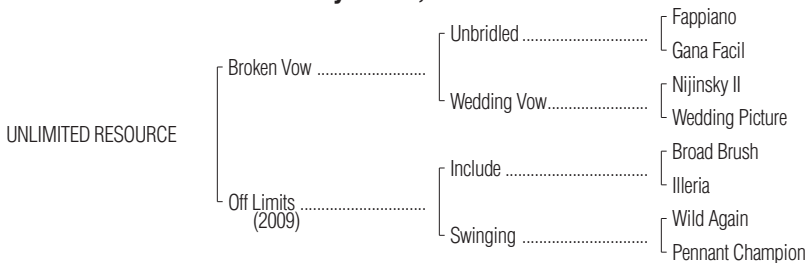 Fappiano
Unbridled
Gana Facil
Broken Vow
Nijinsky II
Wedding Vow
Wedding Picture
UNLIMITED RESOURCE
Broad Brush
Include
Illeria
Off Limits
(2009)
Wild Again
Swinging
Pennant Champion